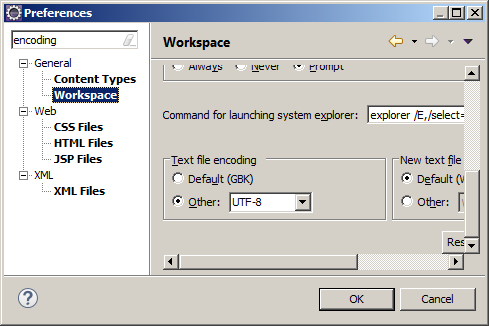 Preferences
encoding
Workspace
General
Content Types
Workspace
Web
CSS Files
HTML Files
JSP Files
XML
XML Files
Always Never Prompt
Command for launching system explorer: explorer /E,/select=
Text file encoding
Default (GBK)
Other: UTF-8
New text file
Default (W
Other:
Res
OK
Cancel